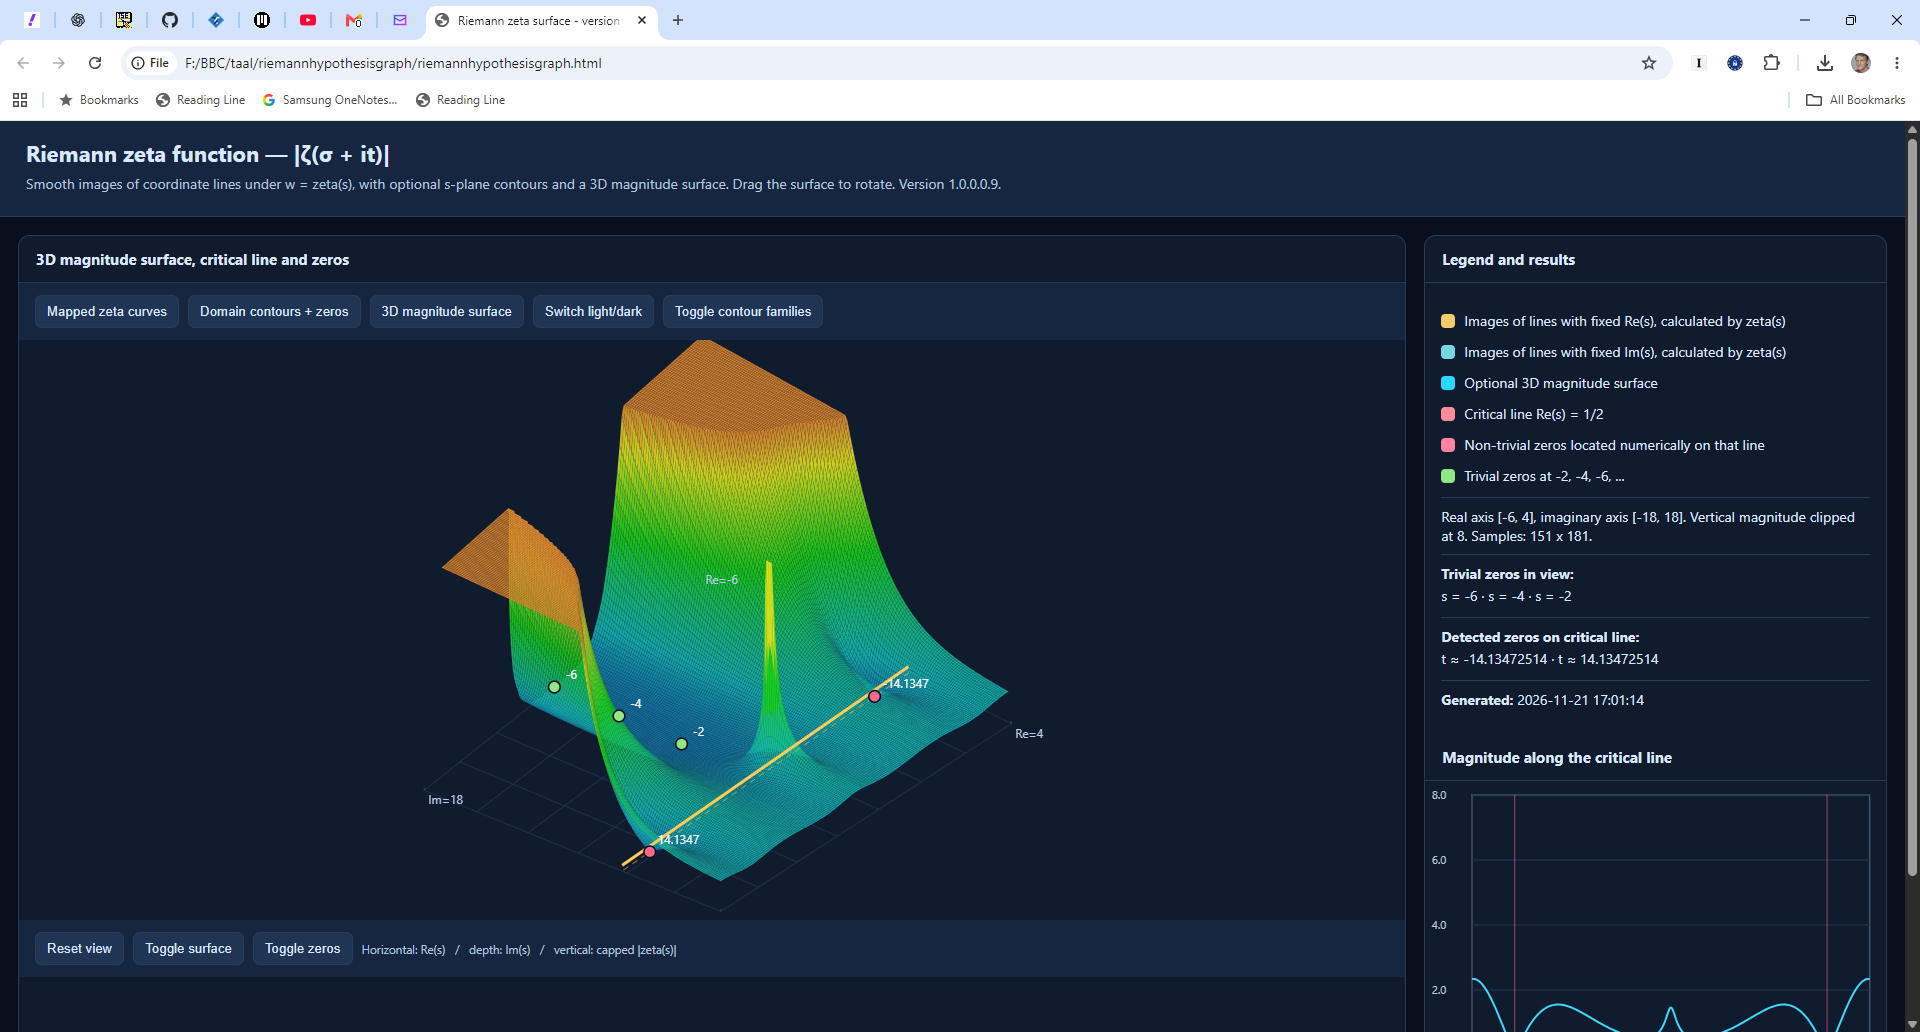 Riemann zeta surface - version
File
F:/BBC/taal/riemannhypothesisgraph/riemannhypothesisgraph.html
Bookmarks
Reading Line
Samsung OneNotes...
Reading Line
All Bookmarks
Riemann zeta function — |ζ(σ + it)|
Smooth images of coordinate lines under w = zeta(s), with optional s-plane contours and a 3D magnitude surface. Drag the surface to rotate. Version 1.0.0.0.9.
3D magnitude surface, critical line and zeros
Mapped zeta curves
Domain contours + zeros
3D magnitude surface
Switch light/dark
Toggle contour families
Re=-6
-6
-4
-2
-14.1347
Re=4
Im=18
14.1347
Reset view
Toggle surface
Toggle zeros
Horizontal: Re(s) / depth: Im(s) / vertical: capped |zeta(s)|
Legend and results
Images of lines with fixed Re(s), calculated by zeta(s)
Images of lines with fixed Im(s), calculated by zeta(s)
Optional 3D magnitude surface
Critical line Re(s) = 1/2
Non-trivial zeros located numerically on that line
Trivial zeros at -2, -4, -6, ...
Real axis [-6, 4], imaginary axis [-18, 18]. Vertical magnitude clipped
at 8. Samples: 151 x 181.
Trivial zeros in view:
s = -6 · s = -4 · s = -2
Detected zeros on critical line:
t ≈ -14.13472514 · t ≈ 14.13472514
Generated: 2026-11-21 17:01:14
Magnitude along the critical line
8.0
6.0
4.0
2.0